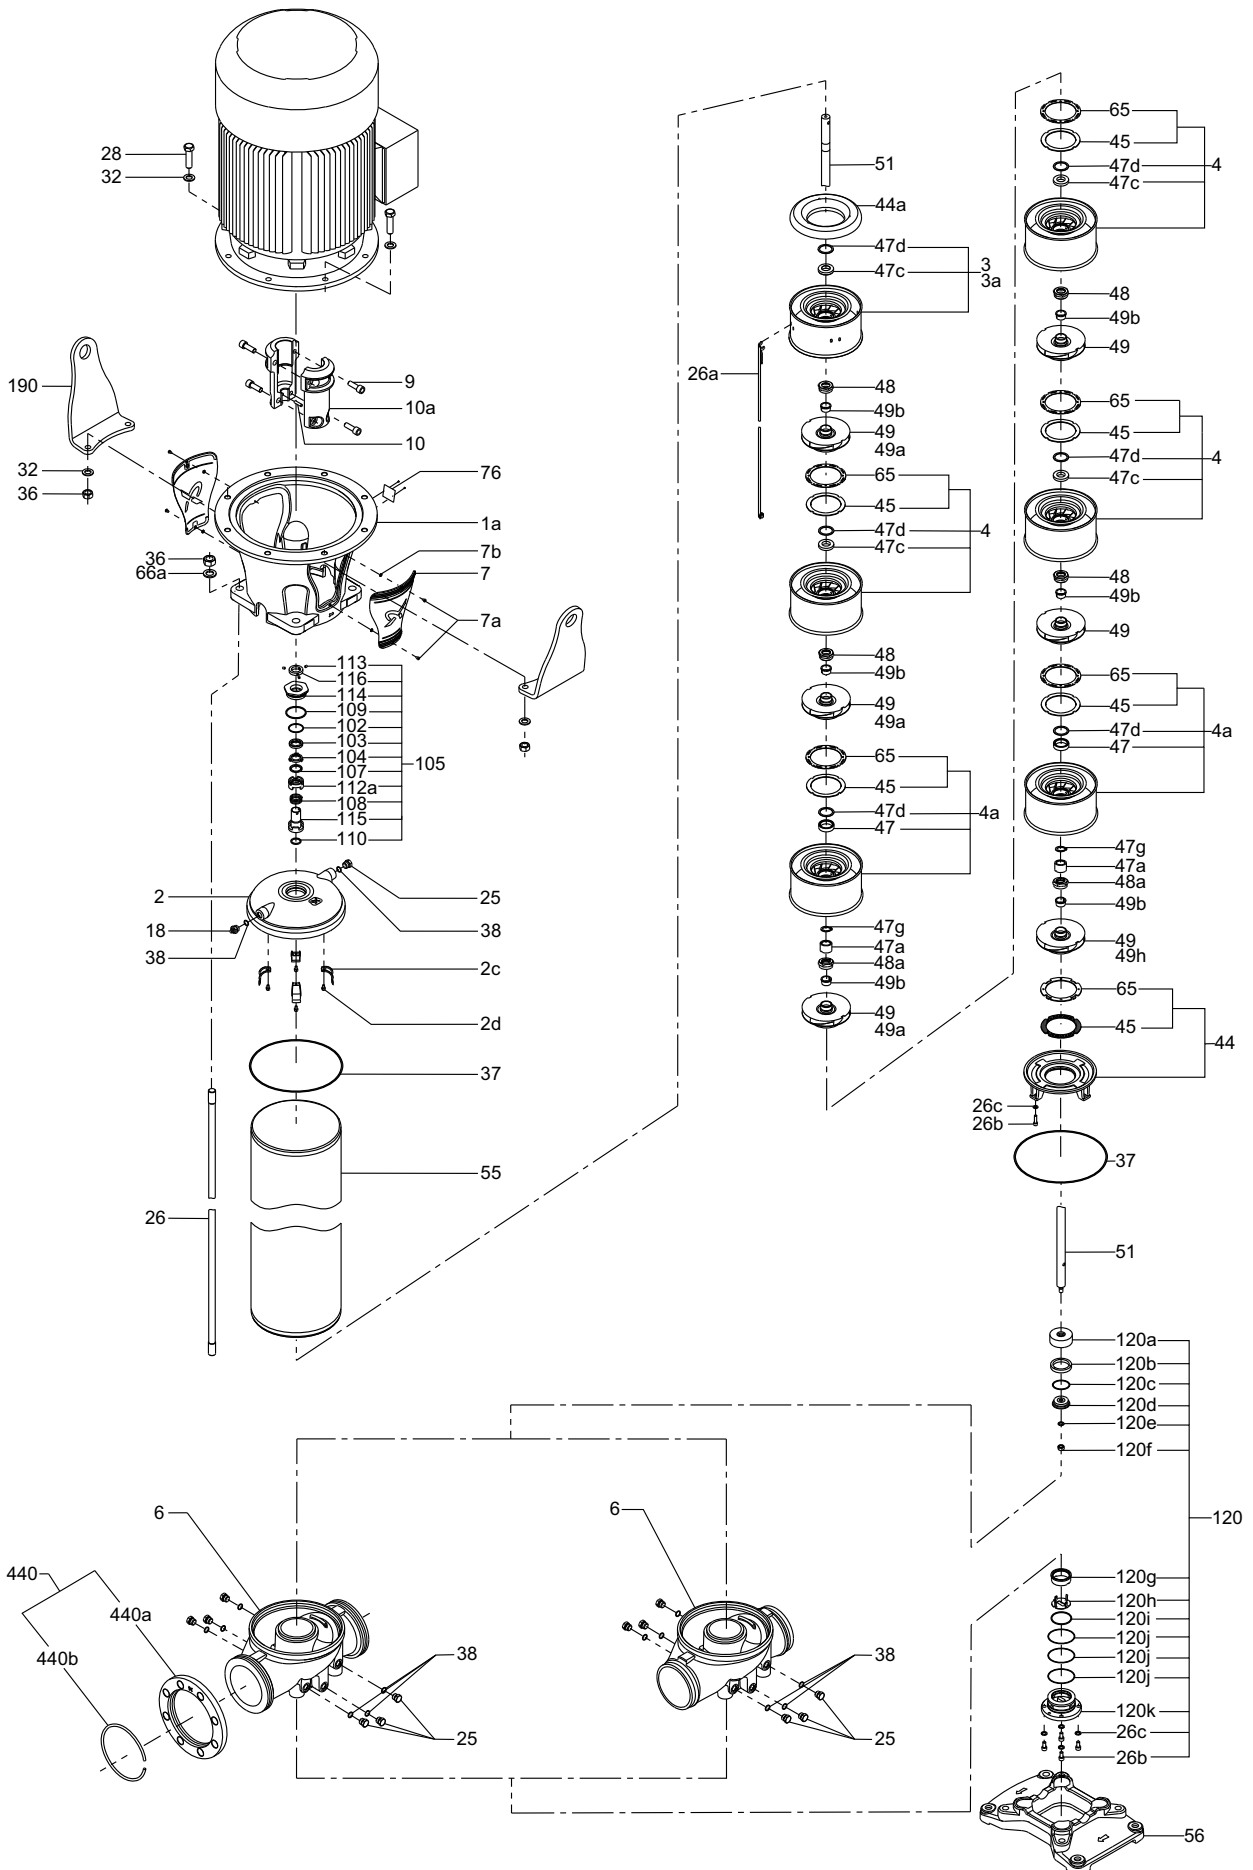 28
32
190
32
36
9
10a
10
76
1a
36
66a
7b
7
7a
113
116
114
109
102
103
104
107
112a
108
115
110
105
2
18
38
25
38
2c
2d
37
55
26
51
44a
47d
47c
3
3a
26a
48
49b
49
49a
65
45
47d
47c
4
48
49b
49
49a
65
45
47d
47
4a
47g
47a
48a
49b
49
49a
65
45
47d
47c
4
48
49b
49
65
45
47d
47c
4
48
49b
49
65
45
47d
47
4a
47g
47a
48a
49b
49
49h
65
45
44
26c
26b
37
51
120a
120b
120c
120d
120e
120f
120
120g
120h
120i
120j
120j
120j
120k
26c
26b
56
6
440
440a
440b
38
25
6
38
25